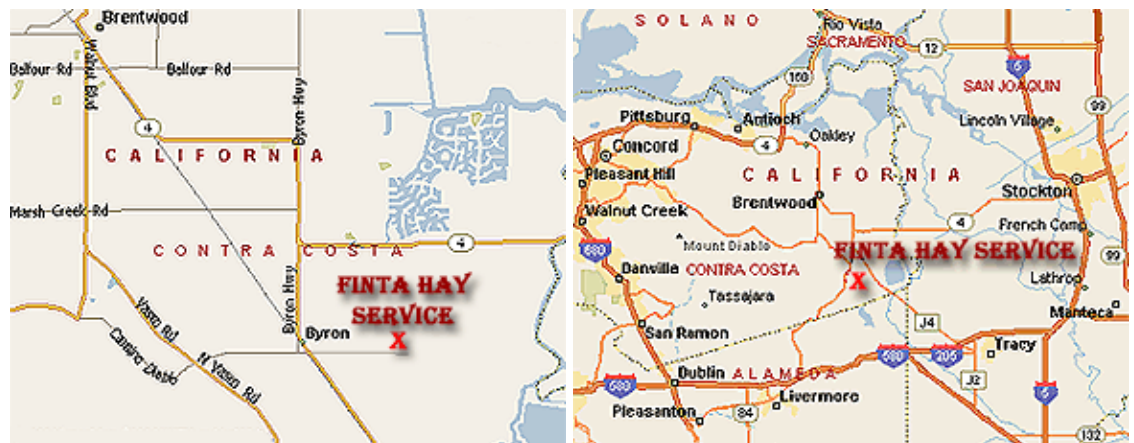 Brentwood
Walnut Blvd
Balfour Rd
Balfour Rd
Byron Hwy
4
CALIFORNIA
Marsh Creek Rd
CONTRA COSTA
4
Byron Hwy
FINTA HAY
SERVICE
X
Vasco Rd
Byron
Camino Diablo
N Vasco Rd
SOLANO
Rio Vista
SACRAMENTO
12
160
5
SAN JOAQUIN
99
Pittsburg
Antioch
Lincoln Village
4
Oakley
Concord
CALIFORNIA
Pleasant Hill
Stockton
Brentwood
Walnut Creek
4
French Camp
680
Mount Diablo
FINTA HAY SERVICE
99
Danville
CONTRA COSTA
X
Lathro
Tassajara
Manteca
San Ramon
J4
Tracy
580
205
Dublin
ALAMEDA
J2
580
Livermore
5
Pleasanton
84
132